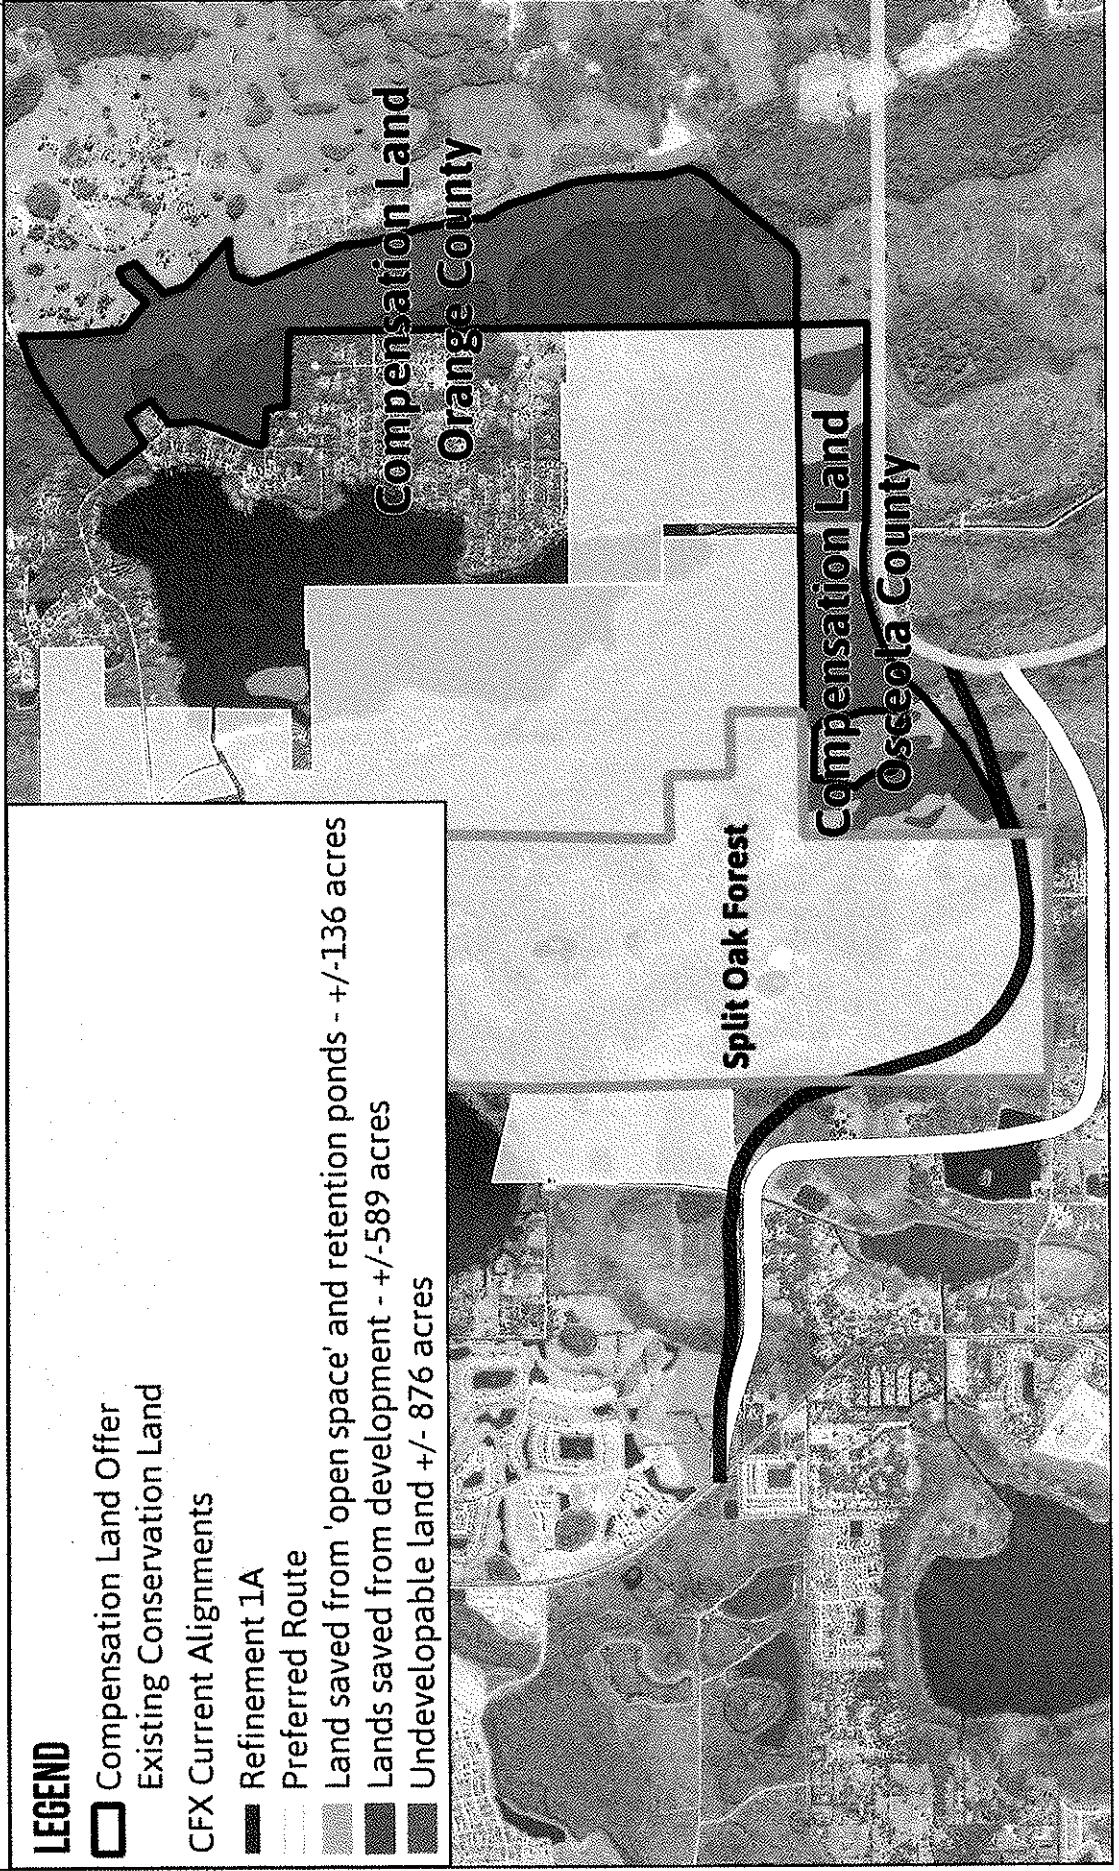 LEGEND
Compensation Land Offer
Existing Conservation Land
CFX Current Alignments
Refinement 1A
Preferred Route
Land saved from 'open space' and retention ponds - +/-136 acres
Lands saved from development - +/-589 acres
Undevelopable land +/- 876 acres
Split Oak Forest
Compensation Land
Orange County
Compensation Land
Osceola County